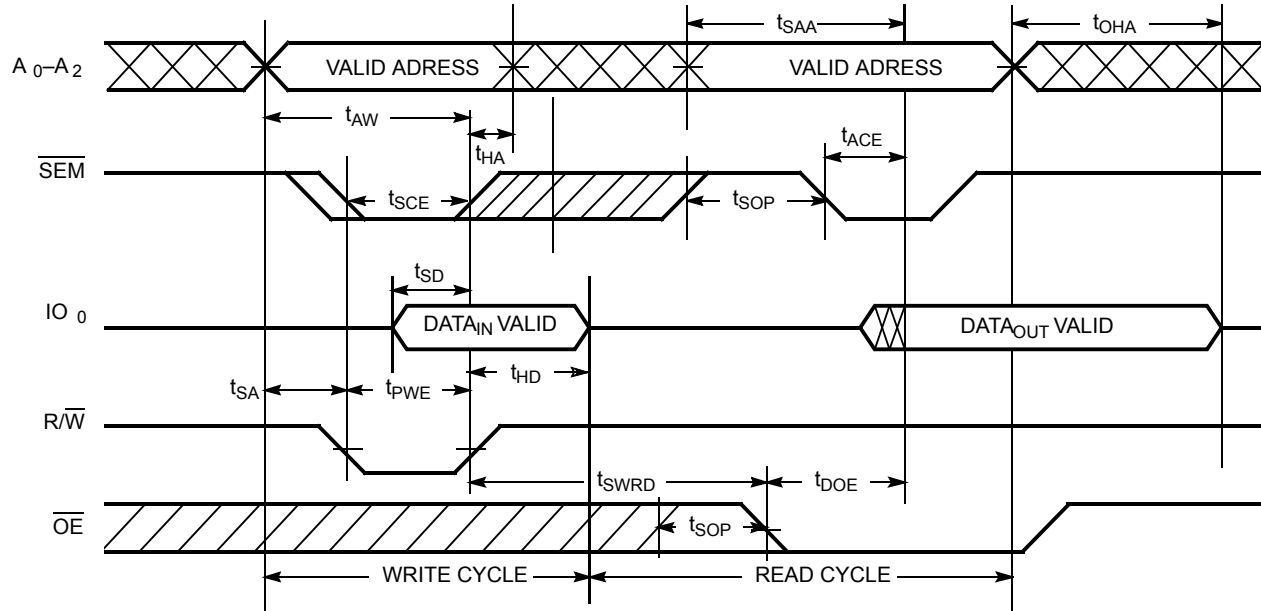 tSAA
tOHA
A0–A2
VALID ADRESS
VALID ADRESS
tAW
tHA
tACE
SEM
tSCE
tSOP
tSD
IO0
DATAIN VALID
DATAOUT VALID
tSA
tPWE
tHD
R/W
tSWRD
tDOE
OE
tSOP
WRITE CYCLE
READ CYCLE